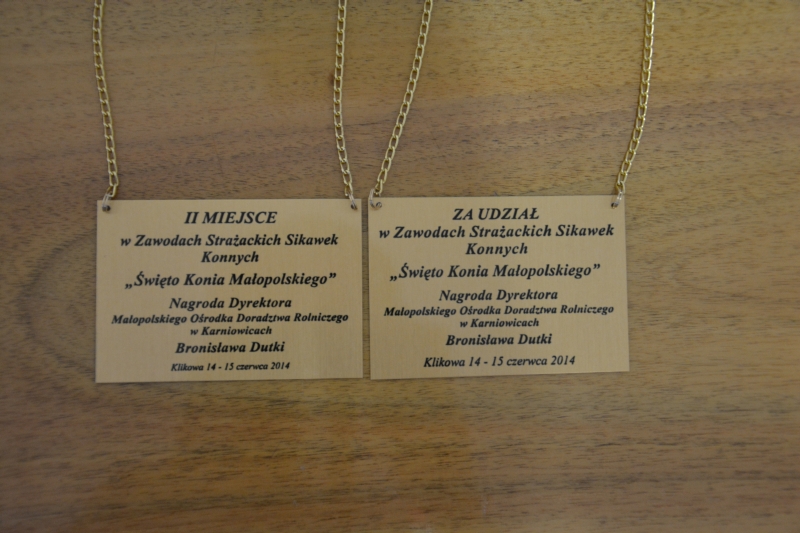 II MIEJSCE
w Zawodach Strażackich Sikawek
Konnych
„Święto Konia Małopolskiego”
Nagroda Dyrektora
Małopolskiego Ośrodka Doradztwa Rolniczego
w Karniowicach
Bronisława Dutki
Klikowa 14 - 15 czerwca 2014
ZA UDZIAŁ
w Zawodach Strażackich Sikawek
Konnych
„Święto Konia Małopolskiego”
Nagroda Dyrektora
Małopolskiego Ośrodka Doradztwa Rolniczego
w Karniowicach
Bronisława Dutki
Klikowa 14 - 15 czerwca 2014